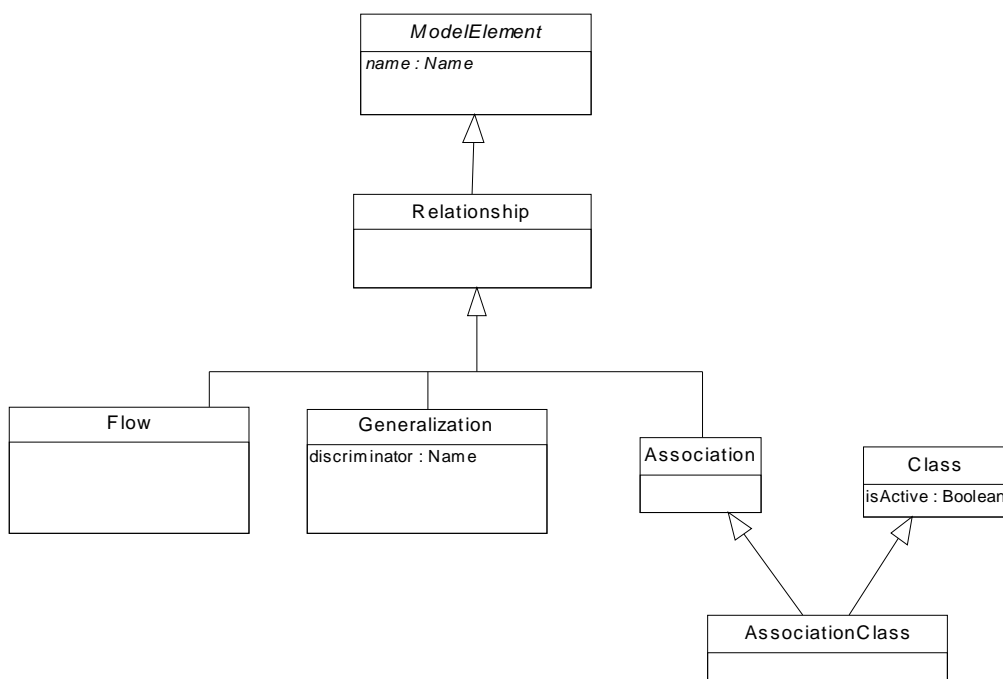 ModelElement
name : Name
Relationship
Flow
Generalization
discriminator : Name
Association
Class
isActive : Boolean
AssociationClass